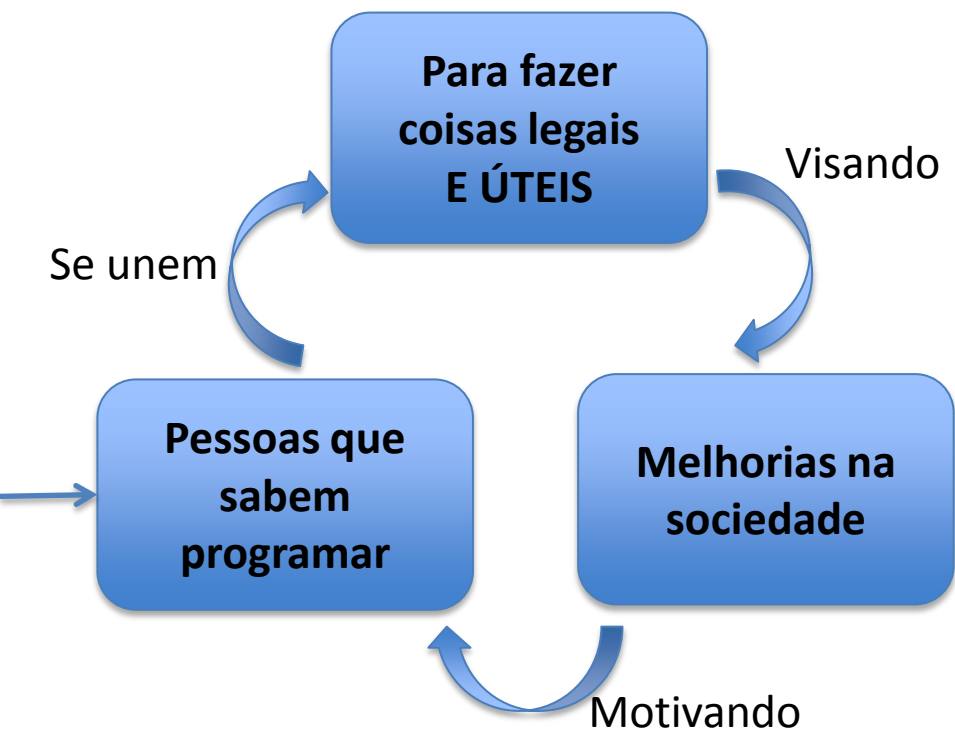 Para fazer
coisas legais
E ÚTEIS
Visando
Se unem
Pessoas que
sabem
programar
Melhorias na
sociedade
Motivando